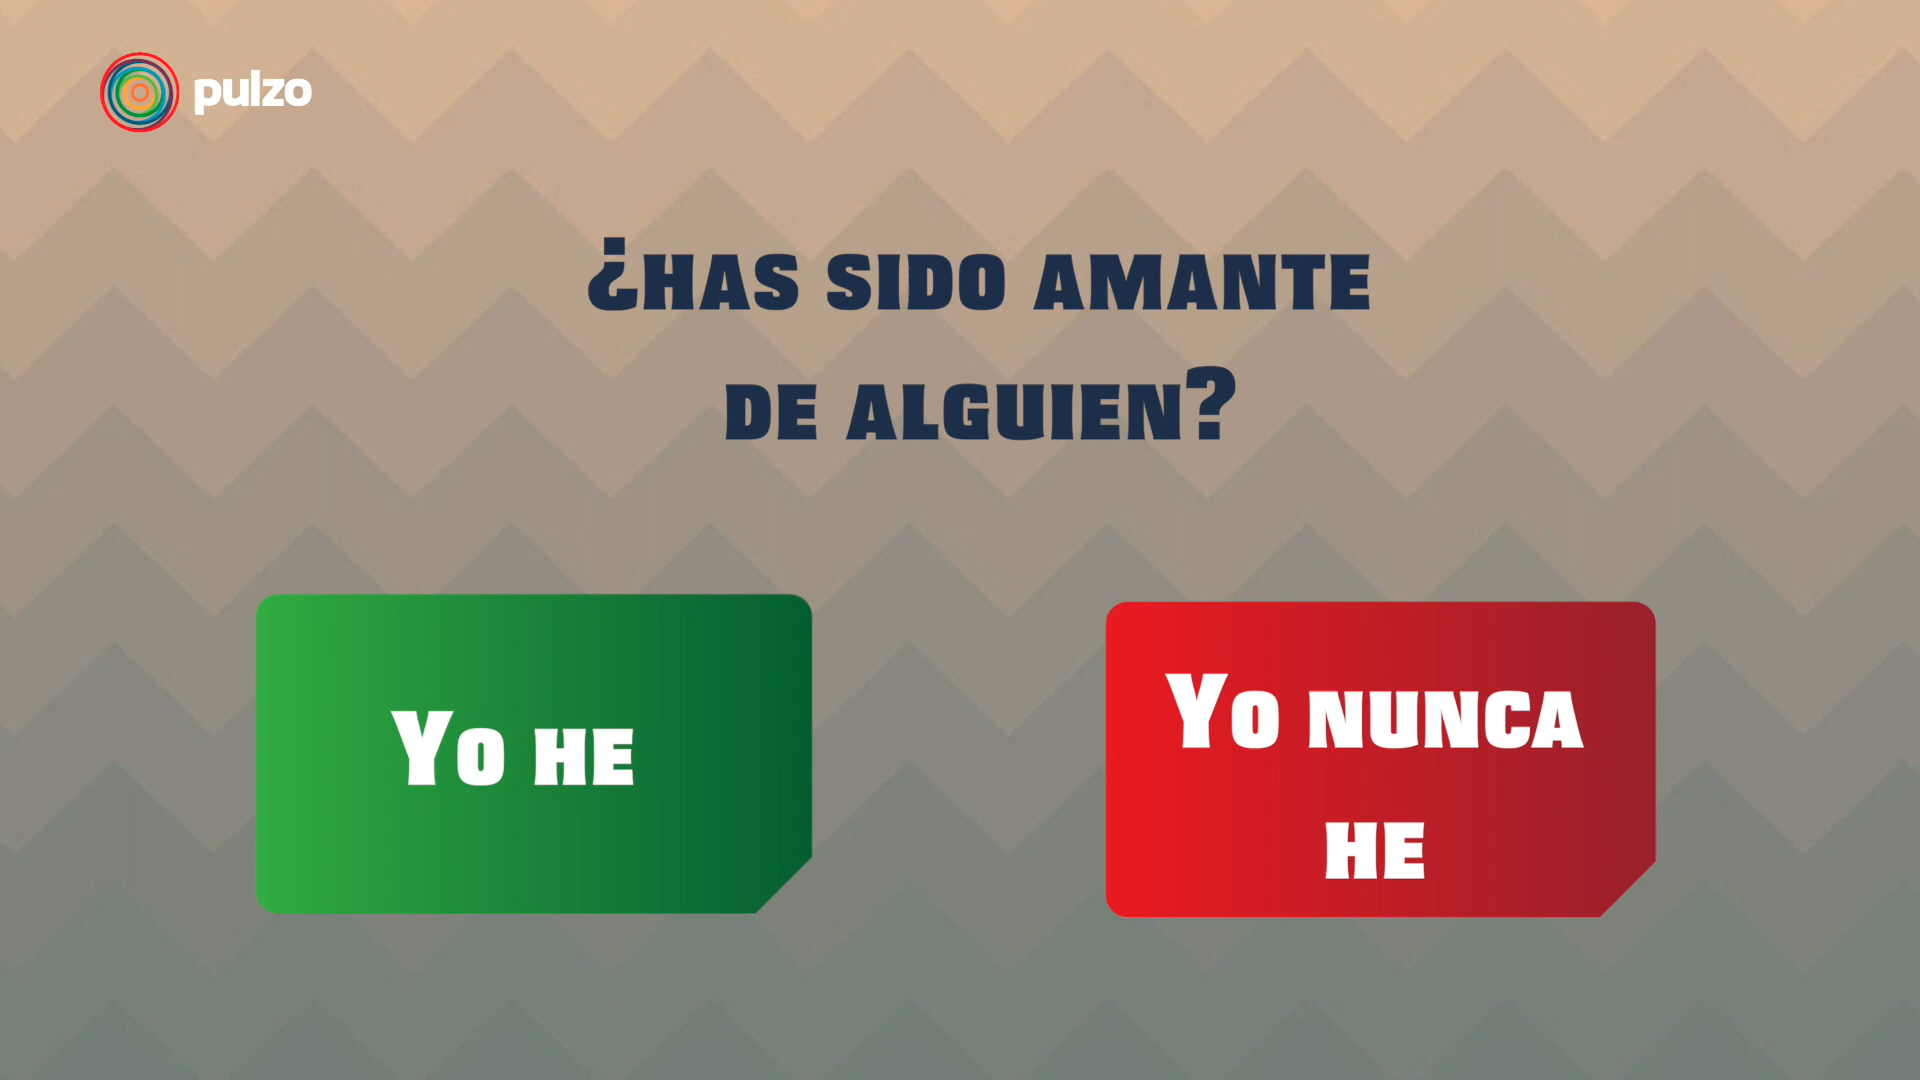 pulzo
¿HAS SIDO AMANTE
DE ALGUIEN?
YO HE
YO NUNCA
HE